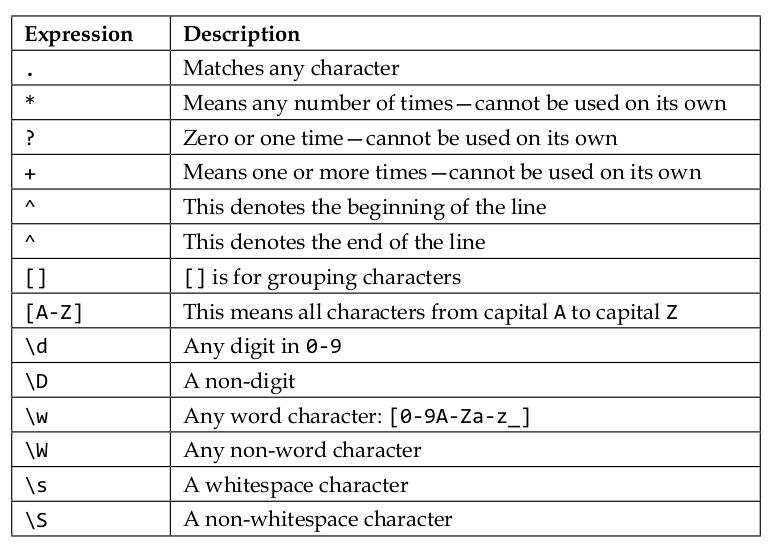 Expression Description
. Matches any character
* Means any number of times—cannot be used on its own
? Zero or one time—cannot be used on its own
+ Means one or more times—cannot be used on its own
^ This denotes the beginning of the line
^ This denotes the end of the line
[] [] is for grouping characters
[A-Z] This means all characters from capital A to capital Z
\d Any digit in 0-9
\D A non-digit
\w Any word character: [0-9A-Za-z_]
\W Any non-word character
\s A whitespace character
\S A non-whitespace character